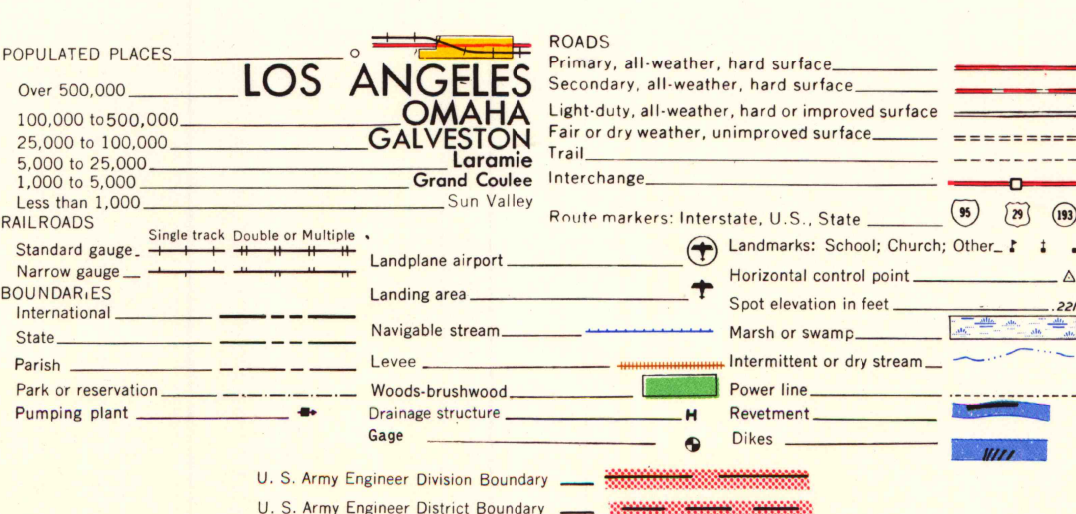 POPULATED PLACES
Over 500,000 LOS ANGELES
100,000 to 500,000 OMAHA
25,000 to 100,000 GALVESTON
5,000 to 25,000 Laramie
1,000 to 5,000 Grand Coulee
Less than 1,000 Sun Valley
RAILROADS
Single track Double or Multiple
Standard gauge
Narrow gauge
BOUNDARIES
International
State
Parish
Park or reservation
Pumping plant
Landplane airport
Landing area
Navigable stream
Levee
Woods-brushwood
Drainage structure H
Gage
ROADS
Primary, all-weather, hard surface
Secondary, all-weather, hard surface
Light-duty, all-weather, hard or improved surface
Fair or dry weather, unimproved surface
Trail
Interchange
Route markers: Interstate, U.S., State 95 29 193
Landmarks: School; Church; Other
Horizontal control point
Spot elevation in feet
Marsh or swamp
Intermittent or dry stream
Power line
Revetment
Dikes
U. S. Army Engineer Division Boundary
U. S. Army Engineer District Boundary